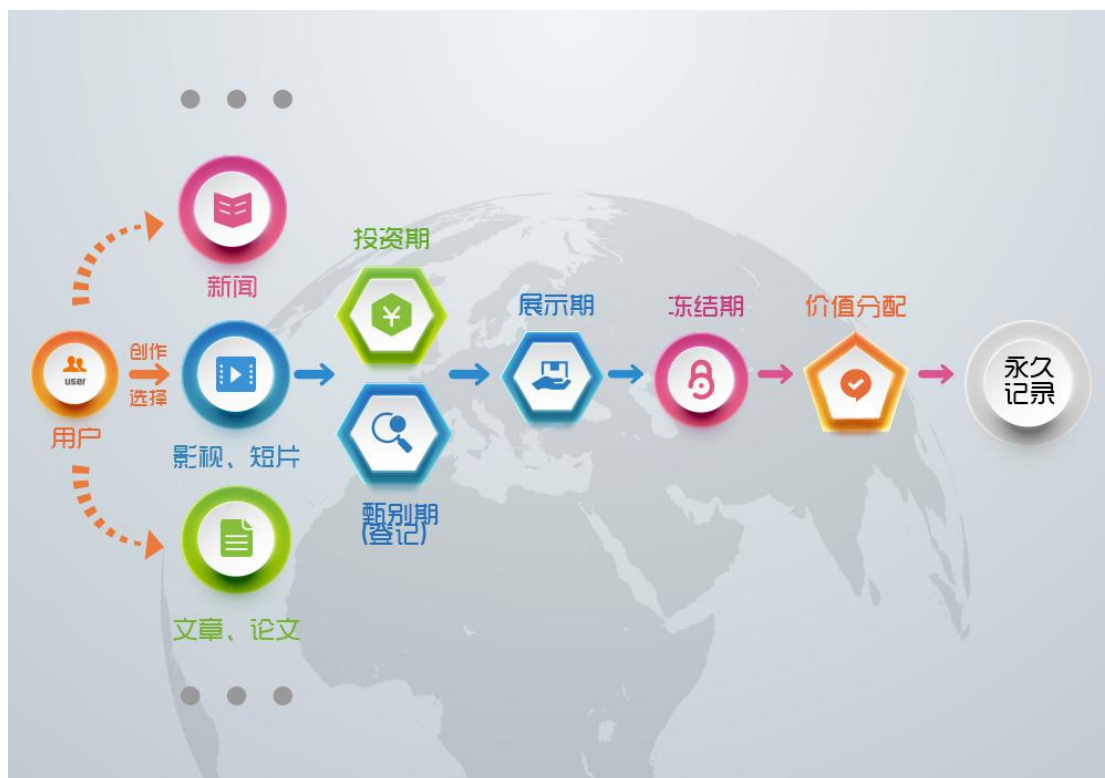 新闻
投资期
展示期
冻结期
价值分配
user
创作
选择
用户
影视、短片
永久
记录
甄别期
(登记)
文章、论文